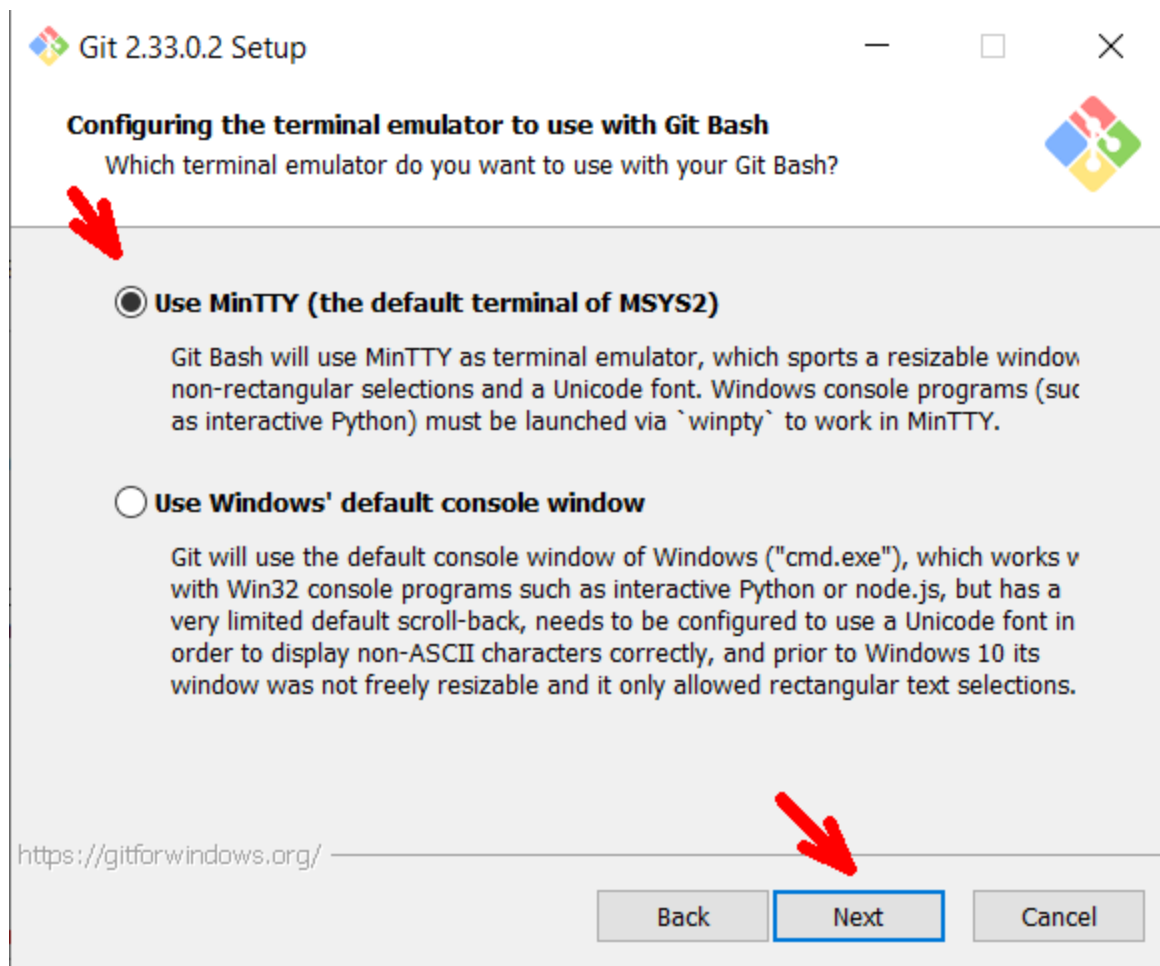 Git 2.33.0.2 Setup
Configuring the terminal emulator to use with Git Bash
Which terminal emulator do you want to use with your Git Bash?
Use MinTTY (the default terminal of MSYS2)
Git Bash will use MinTTY as terminal emulator, which sports a resizable window
non-rectangular selections and a Unicode font. Windows console programs (suc
as interactive Python) must be launched via `winpty` to work in MinTTY.
Use Windows' default console window
Git will use the default console window of Windows ("cmd.exe"), which works w
with Win32 console programs such as interactive Python or node.js, but has a
very limited default scroll-back, needs to be configured to use a Unicode font in
order to display non-ASCII characters correctly, and prior to Windows 10 its
window was not freely resizable and it only allowed rectangular text selections.
https://gitforwindows.org/
Back Next Cancel